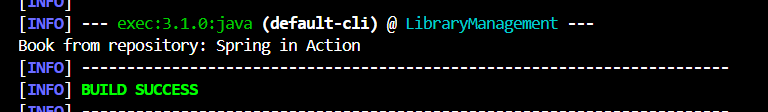 [INFO]
[INFO] --- exec:3.1.0:java (default-cli) @ LibraryManagement ---
Book from repository: Spring in Action
[INFO] ------------------------------------------------------------------------
[INFO] BUILD SUCCESS
[INFO] ------------------------------------------------------------------------